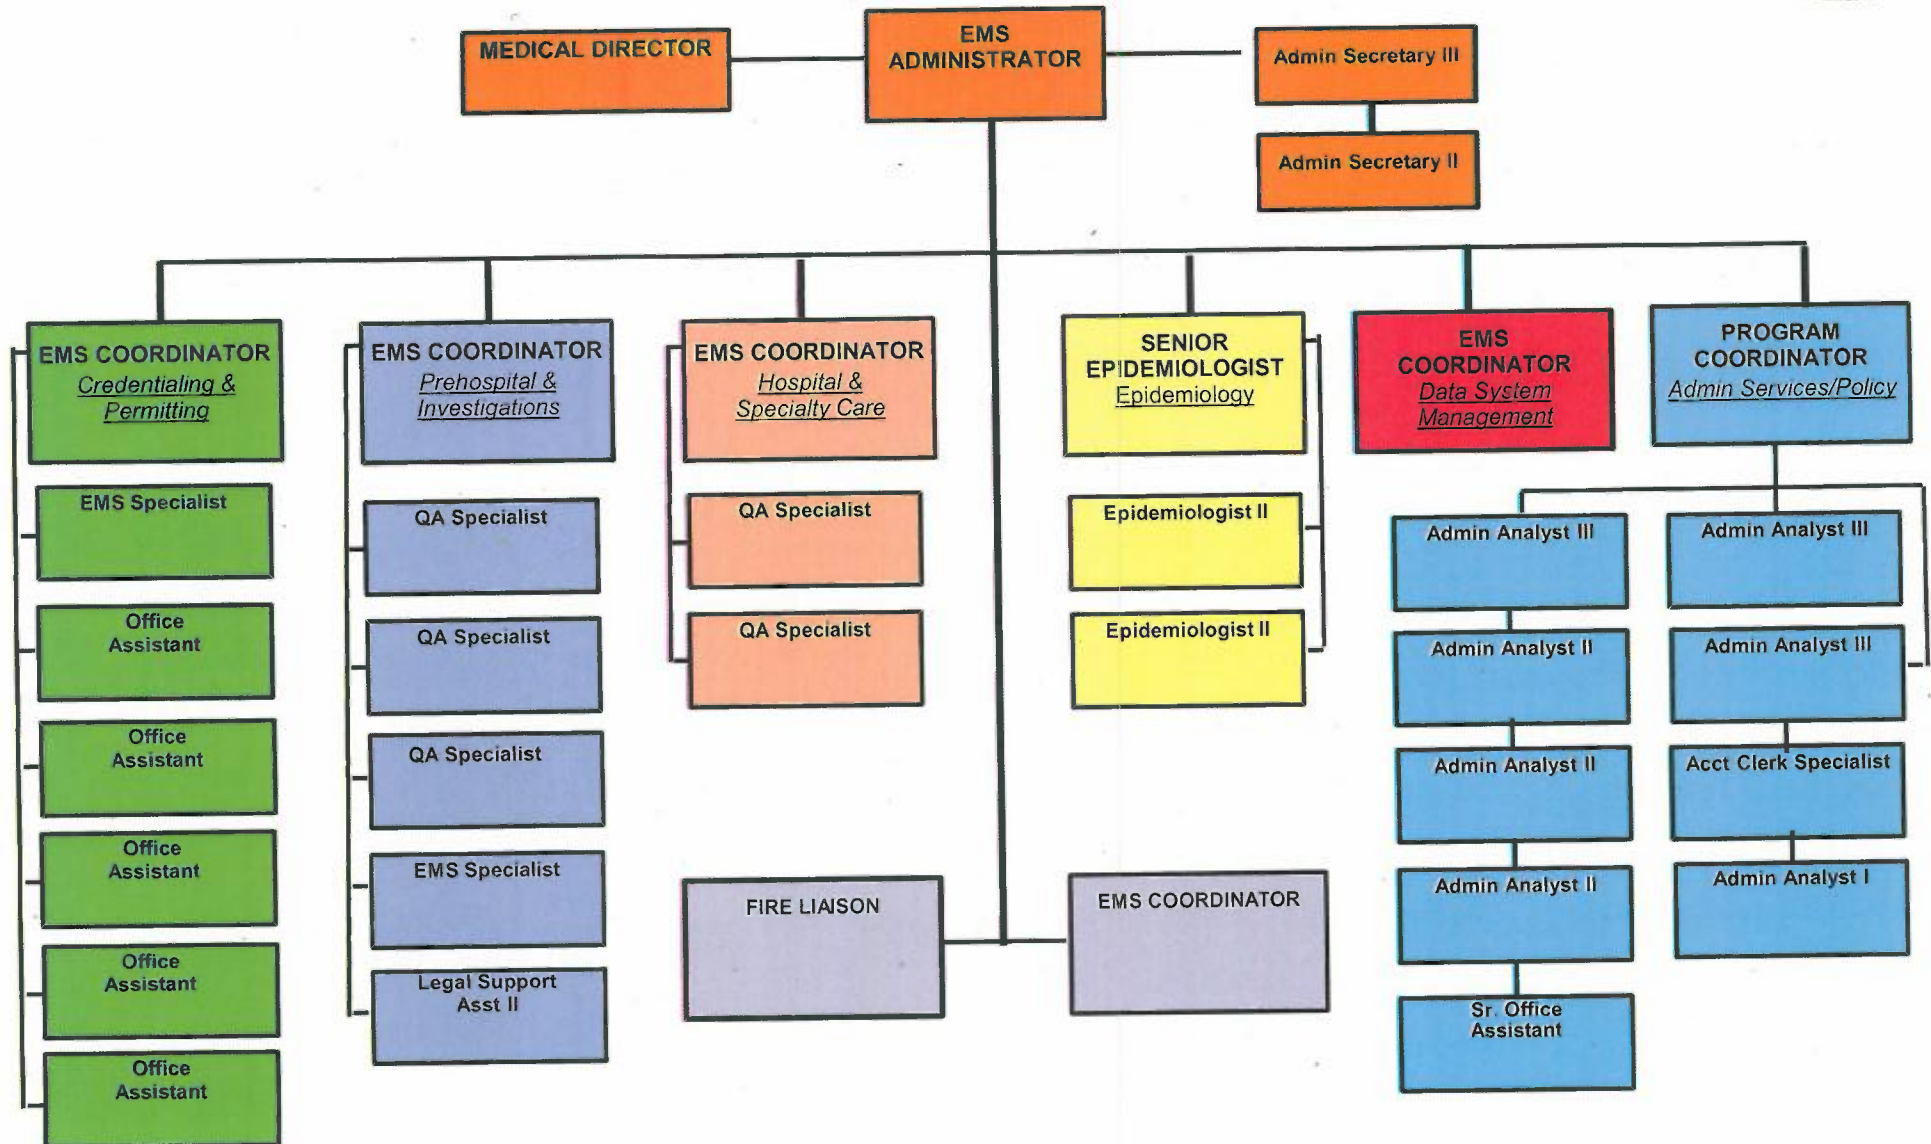 MEDICAL DIRECTOR
EMS
ADMINISTRATOR
Admin Secretary III
Admin Secretary II
EMS COORDINATOR
Credentialing &
Permitting
EMS Specialist
Office
Assistant
Office
Assistant
Office
Assistant
Office
Assistant
Office
Assistant
EMS COORDINATOR
Prehospital &
Investigations
QA Specialist
QA Specialist
QA Specialist
EMS Specialist
Legal Support
Asst II
EMS COORDINATOR
Hospital &
Specialty Care
QA Specialist
QA Specialist
FIRE LIAISON
EMS COORDINATOR
SENIOR
EPIDEMIOLOGIST
Epidemiology
Epidemiologist II
Epidemiologist II
EMS
COORDINATOR
Data System
Management
PROGRAM
COORDINATOR
Admin Services/Policy
Admin Analyst III
Admin Analyst II
Admin Analyst II
Admin Analyst II
Sr. Office
Assistant
Admin Analyst III
Admin Analyst III
Acct Clerk Specialist
Admin Analyst I